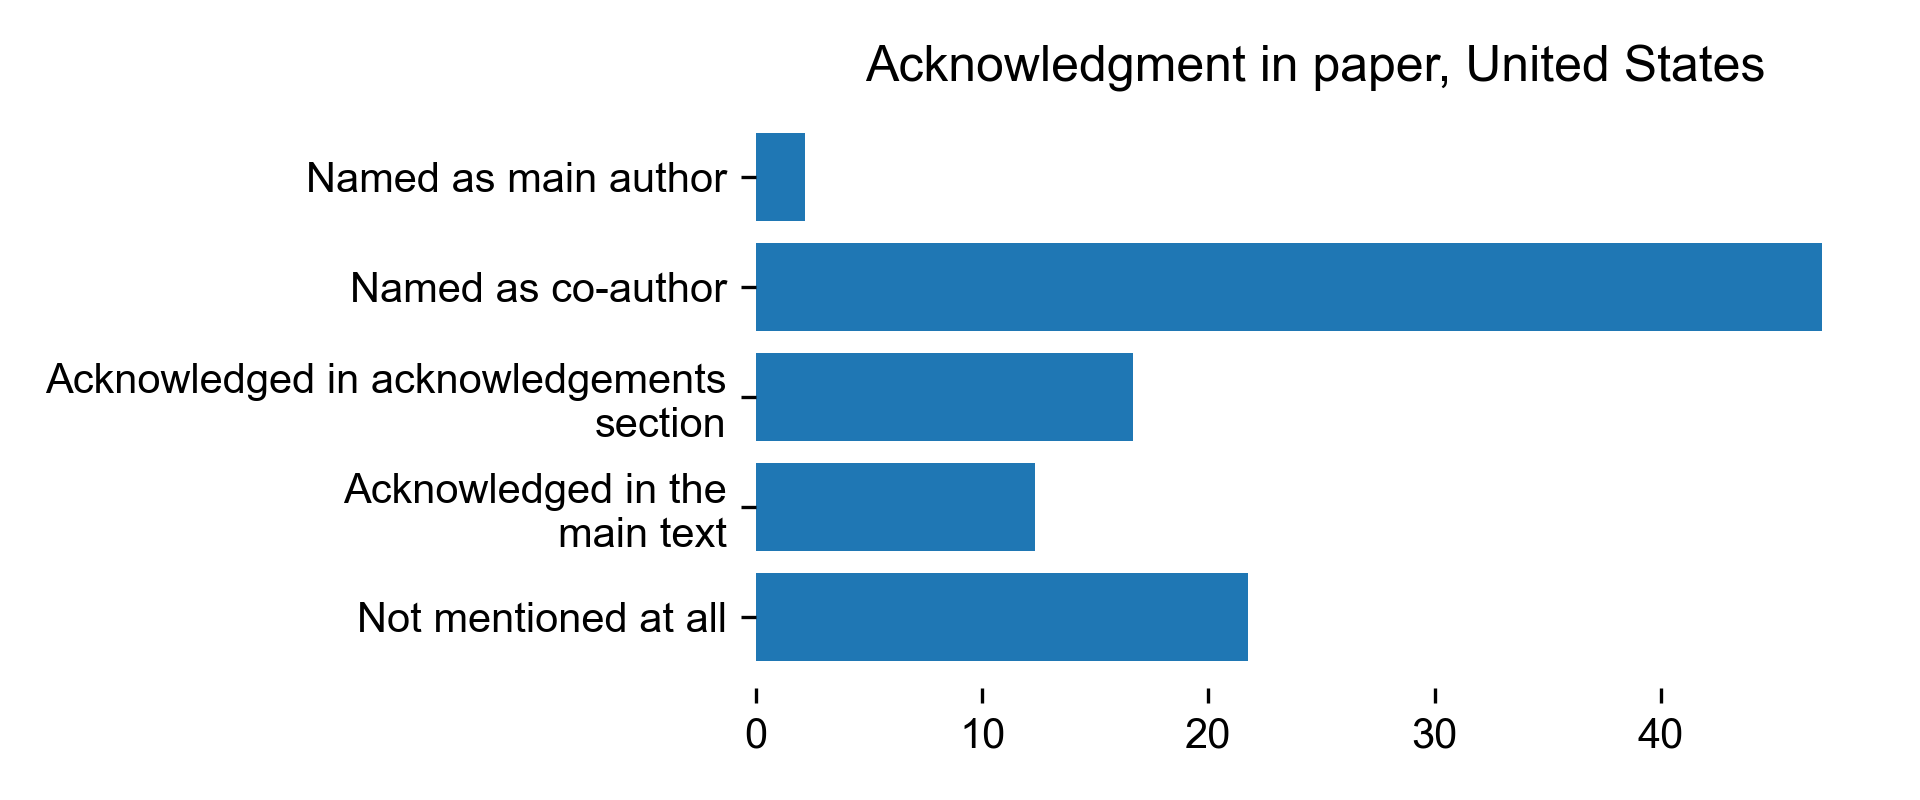 Acknowledgment in paper, United States
Named as main author
Named as co-author
Acknowledged in acknowledgements
section
Acknowledged in the
main text
Not mentioned at all
0
10
20
30
40